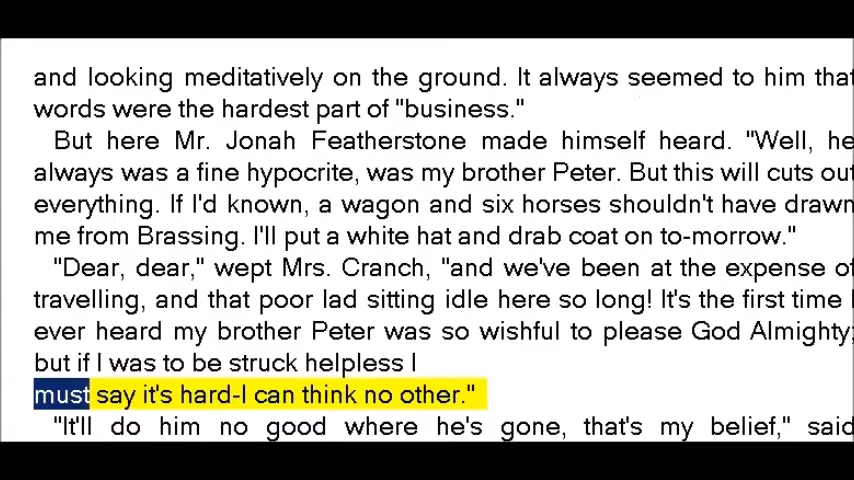 and looking meditatively on the ground. It always seemed to him that
words were the hardest part of "business."
But here Mr. Jonah Featherstone made himself heard. "Well, he
always was a fine hypocrite, was my brother Peter. But this will cuts out
everything. If I'd known, a wagon and six horses shouldn't have drawn
me from Brassing. I'll put a white hat and drab coat on to-morrow."
"Dear, dear," wept Mrs. Cranch, "and we've been at the expense of
travelling, and that poor lad sitting idle here so long! It's the first time I
ever heard my brother Peter was so wishful to please God Almighty;
but if I was to be struck helpless I
must say it's hard-I can think no other."
"It'll do him no good where he's gone, that's my belief," said